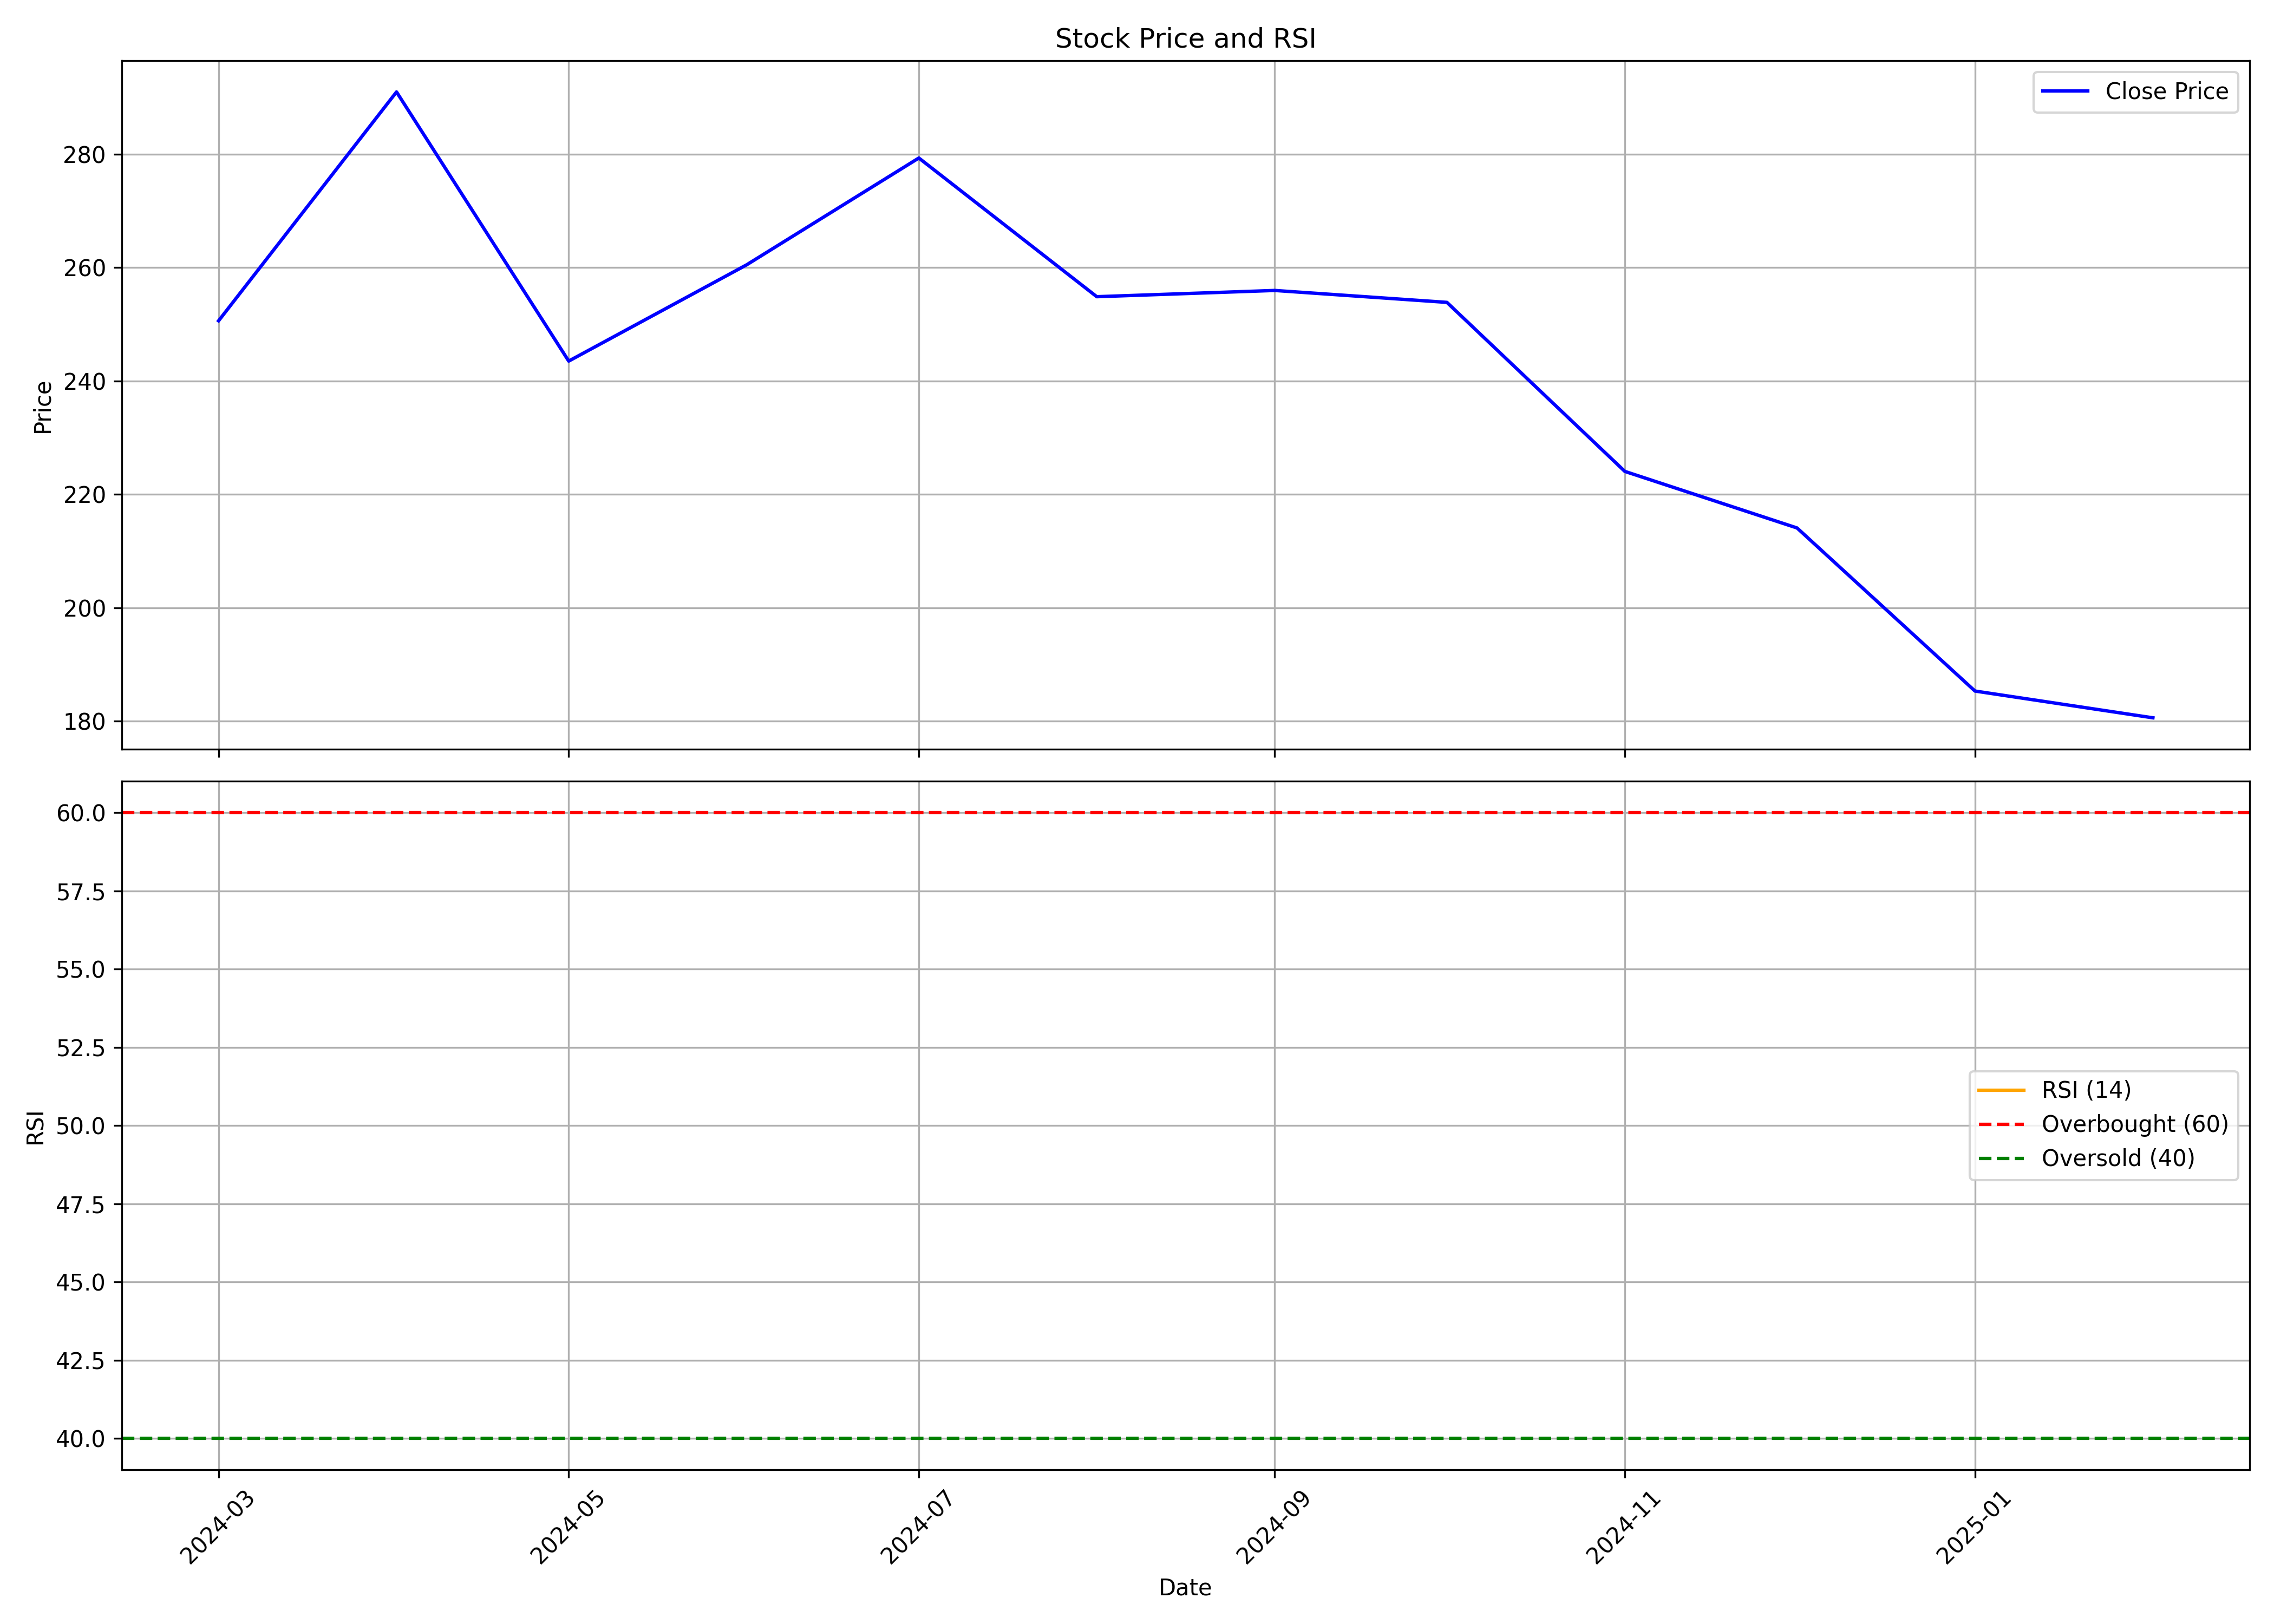 Stock Price and RSI
Close Price
280
260
240
220
200
180
Price
60.0
57.5
55.0
52.5
50.0
47.5
45.0
42.5
40.0
RSI
RSI (14)
Overbought (60)
Oversold (40)
2024-03
2024-05
2024-07
2024-09
2024-11
2025-01
Date